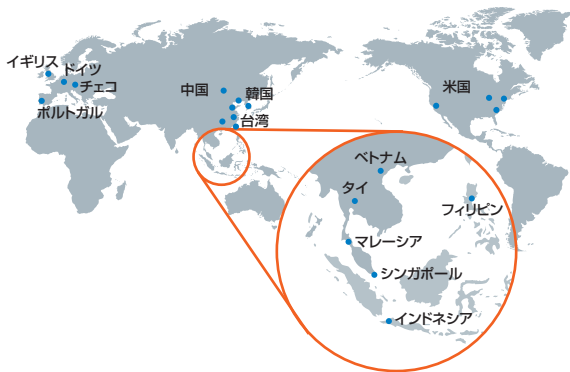 イギリス
ドイツ
チェコ
ポルトガル
中国
韓国
台湾
米国
ベトナム
タイ
フィリピン
マレーシア
シンガポール
インドネシア